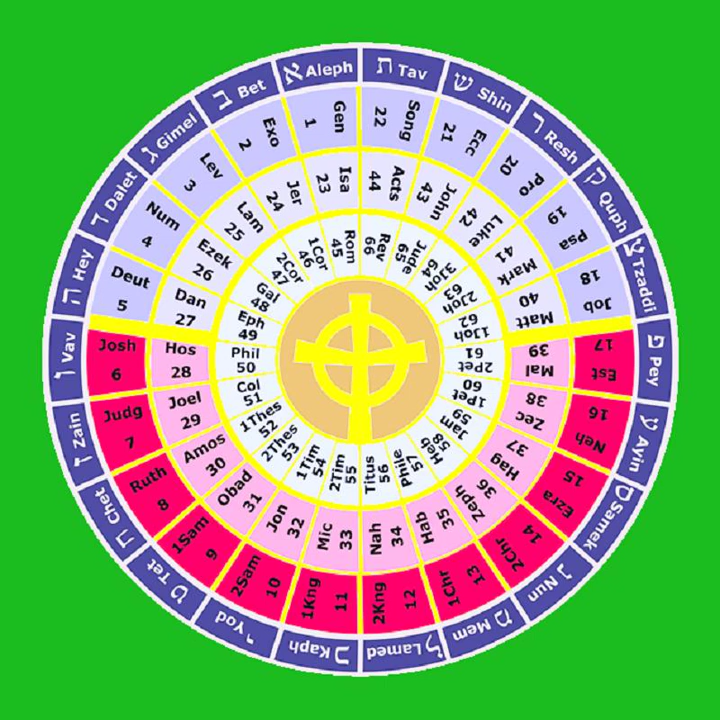 א Aleph
ב Bet
ג Gimel
ד Dalet
ה Hey
ו Vav
ז Zain
ח Chet
ט Tet
י Yod
כ Kaph
ל Lamed
מ Mem
נ Nun
ס Samek
ע Ayin
פ Pey
צ Tzaddi
ק Quph
ר Resh
ש Shin
ת Tav
Gen
1
Exo
2
Lev
3
Num
4
Deut
5
Josh
6
Judg
7
Ruth
8
1Sam
9
2Sam
10
1Kng
11
2Kng
12
1Chr
13
2Chr
14
Ezra
15
Neh
16
Est
17
Job
18
Psa
19
Pro
20
Ecc
21
Song
22
Isa
23
Jer
24
Lam
25
Ezek
26
Dan
27
Hos
28
Joel
29
Amos
30
Obad
31
Jon
32
Mic
33
Nah
34
Hab
35
Zeph
36
Hag
37
Zec
38
Mal
39
Matt
40
Mark
41
Luke
42
John
43
Acts
44
Rom
45
1Cor
46
2Cor
47
Gal
48
Eph
49
Phil
50
Col
51
1Thes
52
2Thes
53
1Tim
54
2Tim
55
Titus
56
Phile
57
Heb
58
Jam
59
1Pet
60
2Pet
61
1Joh
62
2Joh
63
3Joh
64
Jude
65
Rev
66